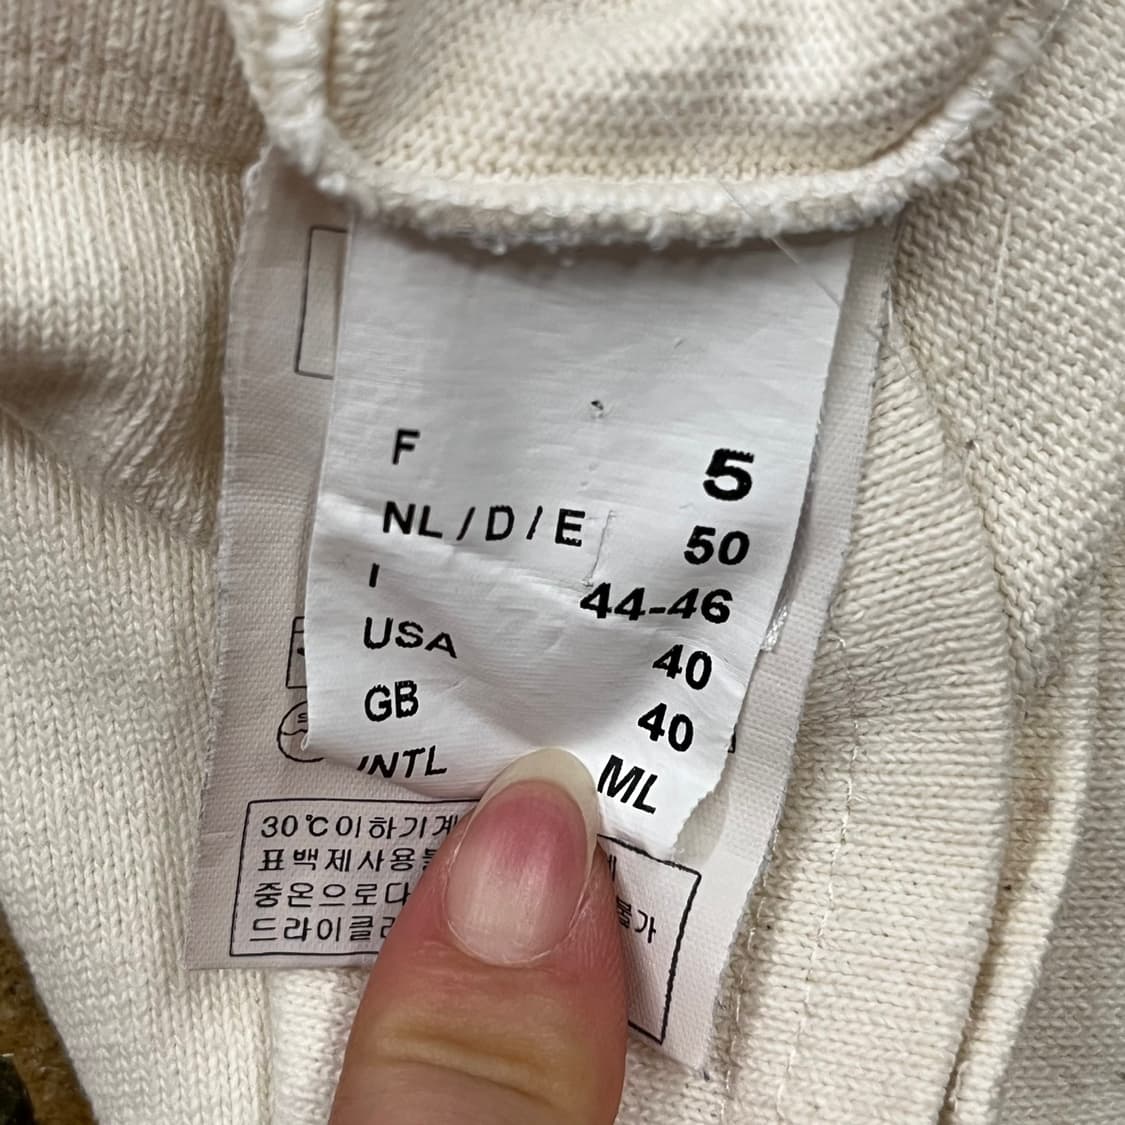 F 5
NL/D/E 50
I 44-46
USA 40
GB 40
INTL ML
30℃이하기계
표백제사용불
중온으로다
드라이클리
불가